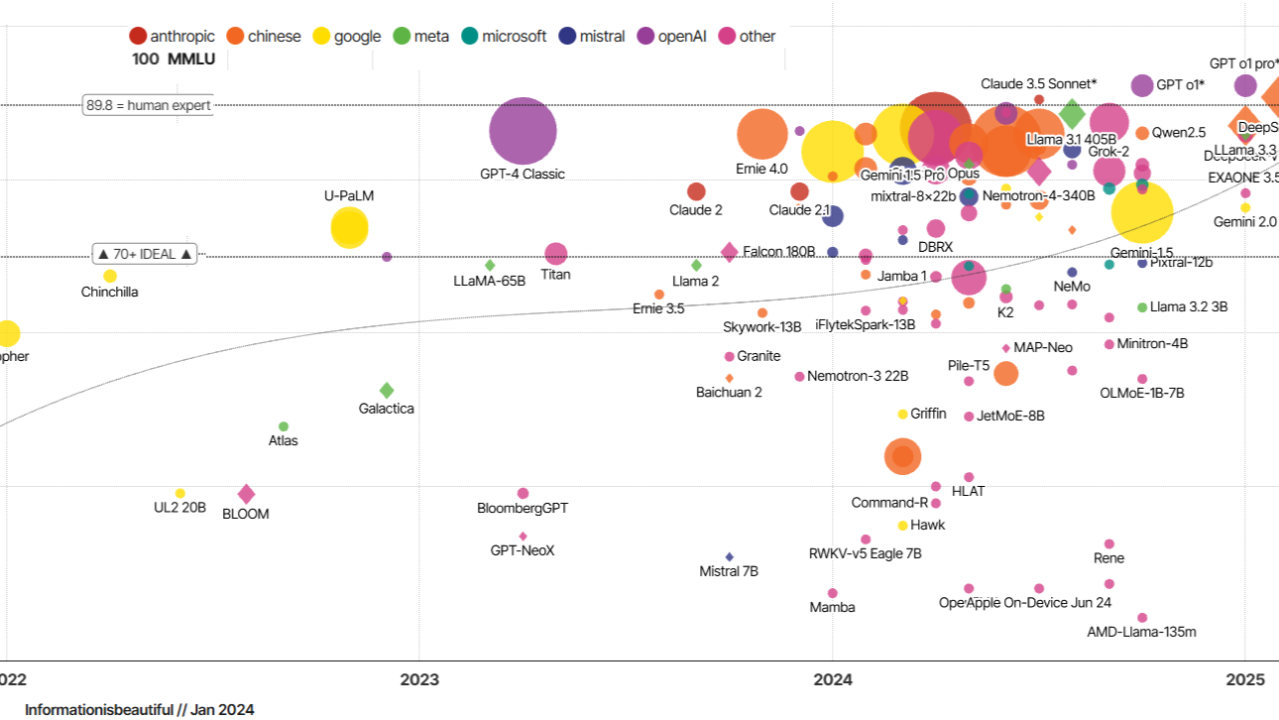 anthropic chinese google meta microsoft mistral openAI other
100 MMLU
GPT o1 pro*
Claude 3.5 Sonnet* GPT o1*
89.8 = human expert
DeepS
Qwen2.5
Llama 3.1 405B
LLama 3.3
Grok-2
GPT-4 Classic
Ernie 4.0
Gemini 1.5 Pro Opus
EXAONE 3.5
U-PaLM
mixtral-8×22b Nemotron-4-340B
Claude 2 Claude 2.1
Gemini 2.0
DBRX
▲ 70+ IDEAL ▲
Falcon 180B
Gemini-1.5
Pixtral-12b
Titan
LLaMA-65B Llama 2 Jamba 1
Chinchilla
NeMo
Ernie 3.5
Llama 3.2 3B
K2
Skywork-13B iFlytekSpark-13B
Minitron-4B
MAP-Neo
opher
Granite
Pile-T5
Nemotron-3 22B
Baichuan 2
OLMoE-1B-7B
Galactica
Griffin
JetMoE-8B
Atlas
HLAT
Command-R
UL2 20B
BloombergGPT
BLOOM
Hawk
GPT-NeoX
RWKV-v5 Eagle 7B
Rene
Mistral 7B
Mamba
Apple On-Device Jun 24
AMD-Llama-135m
022 2023 2024 2025
Informationisbeautiful // Jan 2024